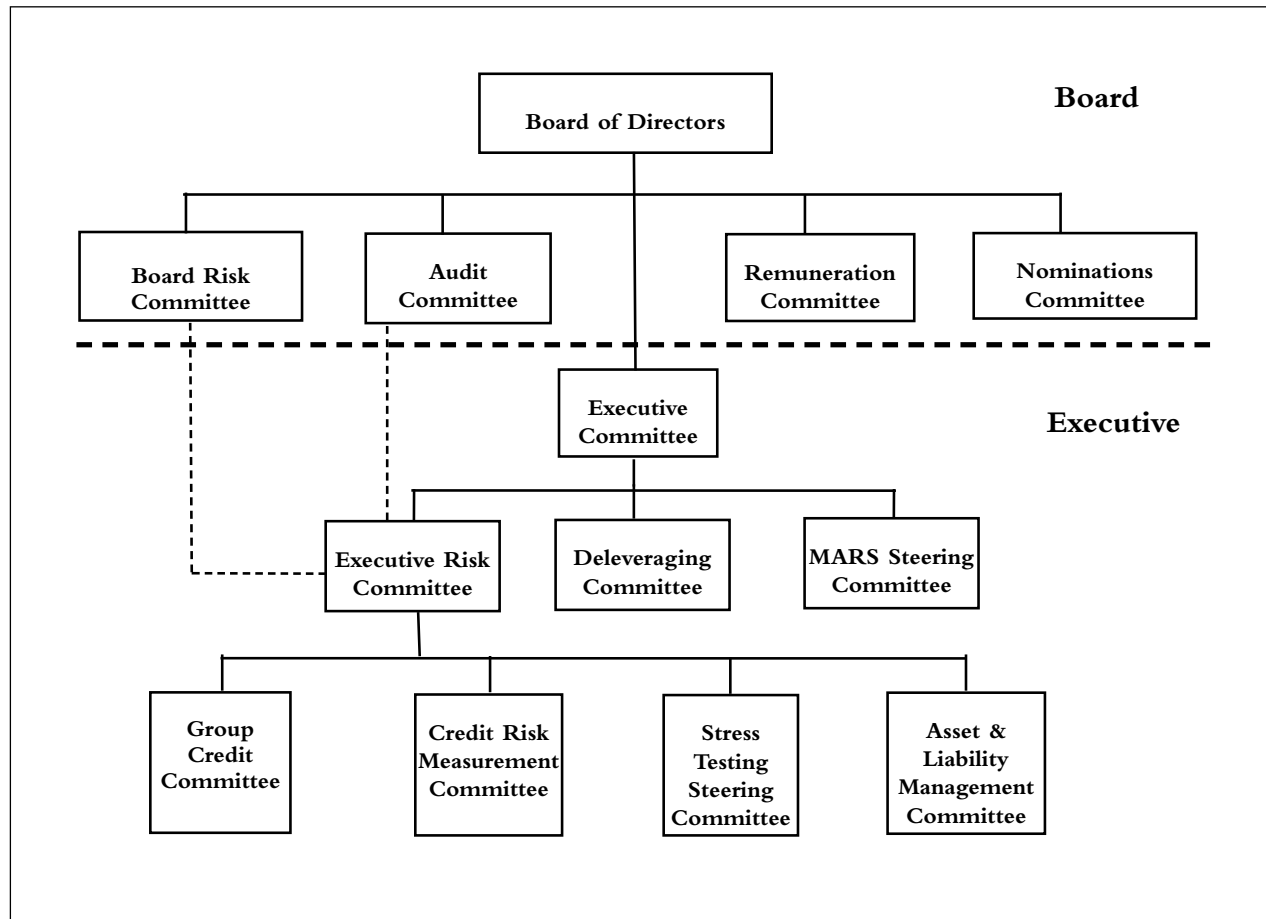 Board
Board of Directors
Board Risk
Committee
Audit
Committee
Remuneration
Committee
Nominations
Committee
Executive
Committee
Executive
Executive Risk
Committee
Deleveraging
Committee
MARS Steering
Committee
Group
Credit
Committee
Credit Risk
Measurement
Committee
Stress
Testing
Steering
Committee
Asset &
Liability
Management
Committee